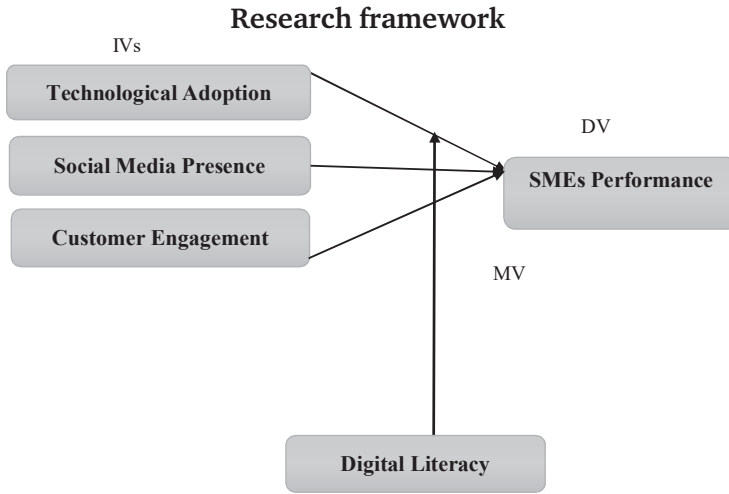 Research framework
IVs
Technological Adoption
DV
Social Media Presence
SMEs Performance
Customer Engagement
MV
Digital Literacy